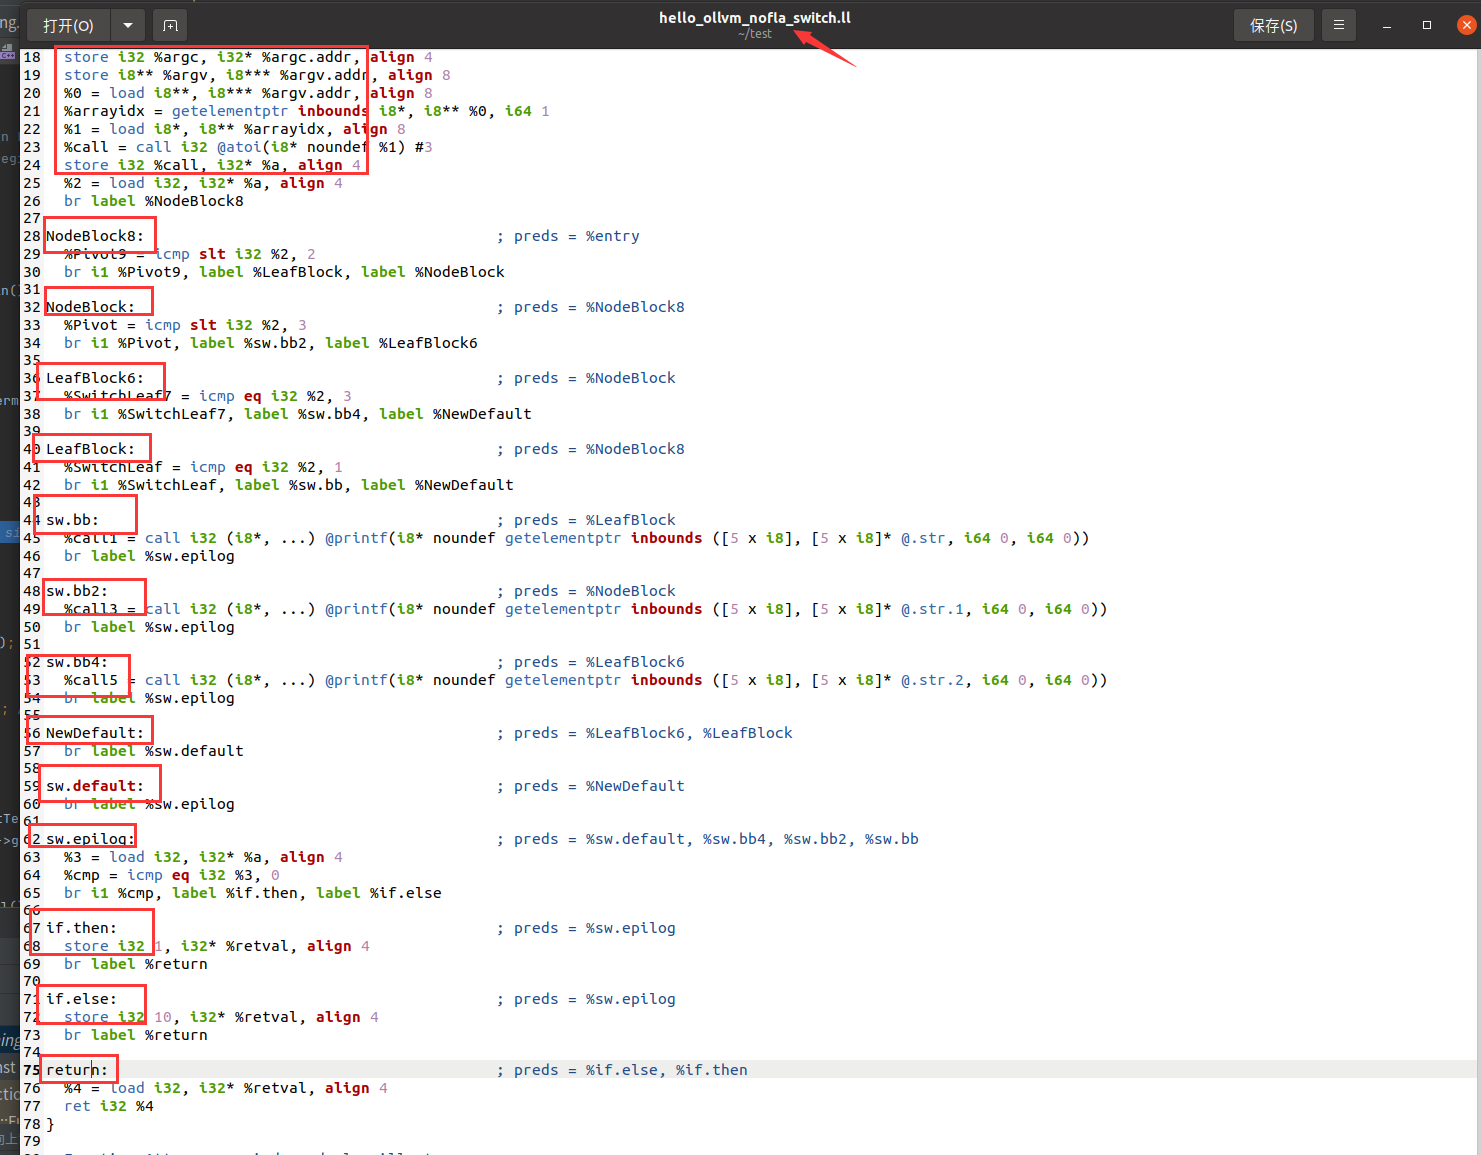 打开(O)
hello_ollvm_nofla_switch.ll
~/test
保存(S)
18 store i32 %argc, i32* %argc.addr, align 4
19 store i8** %argv, i8*** %argv.addr, align 8
20 %0 = load i8**, i8*** %argv.addr, align 8
21 %arrayidx = getelementptr inbounds i8*, i8** %0, i64 1
22 %1 = load i8*, i8** %arrayidx, align 8
23 %call = call i32 @atoi(i8* noundef %1) #3
24 store i32 %call, i32* %a, align 4
25 %2 = load i32, i32* %a, align 4
26 br label %NodeBlock8
27
28 NodeBlock8: ; preds = %entry
29 %Pivot9 = icmp slt i32 %2, 2
30 br i1 %Pivot9, label %LeafBlock, label %NodeBlock
31
32 NodeBlock: ; preds = %NodeBlock8
33 %Pivot = icmp slt i32 %2, 3
34 br i1 %Pivot, label %sw.bb2, label %LeafBlock6
35
36 LeafBlock6: ; preds = %NodeBlock
37 %SwitchLeaf7 = icmp eq i32 %2, 3
38 br i1 %SwitchLeaf7, label %sw.bb4, label %NewDefault
39
40 LeafBlock: ; preds = %NodeBlock8
41 %SwitchLeaf = icmp eq i32 %2, 1
42 br i1 %SwitchLeaf, label %sw.bb, label %NewDefault
43
44 sw.bb: ; preds = %LeafBlock
45 %call1 = call i32 (i8*, ...) @printf(i8* noundef getelementptr inbounds ([5 x i8], [5 x i8]* @.str, i64 0, i64 0))
46 br label %sw.epilog
47
48 sw.bb2: ; preds = %NodeBlock
49 %call3 = call i32 (i8*, ...) @printf(i8* noundef getelementptr inbounds ([5 x i8], [5 x i8]* @.str.1, i64 0, i64 0))
50 br label %sw.epilog
51
52 sw.bb4: ; preds = %LeafBlock6
53 %call5 = call i32 (i8*, ...) @printf(i8* noundef getelementptr inbounds ([5 x i8], [5 x i8]* @.str.2, i64 0, i64 0))
54 br label %sw.epilog
55
56 NewDefault: ; preds = %LeafBlock6, %LeafBlock
57 br label %sw.default
58
59 sw.default: ; preds = %NewDefault
60 br label %sw.epilog
61
62 sw.epilog: ; preds = %sw.default, %sw.bb4, %sw.bb2, %sw.bb
63 %3 = load i32, i32* %a, align 4
64 %cmp = icmp eq i32 %3, 0
65 br i1 %cmp, label %if.then, label %if.else
66
67 if.then: ; preds = %sw.epilog
68 store i32 1, i32* %retval, align 4
69 br label %return
70
71 if.else: ; preds = %sw.epilog
72 store i32 10, i32* %retval, align 4
73 br label %return
74
75 return: ; preds = %if.else, %if.then
76 %4 = load i32, i32* %retval, align 4
77 ret i32 %4
78 }
79